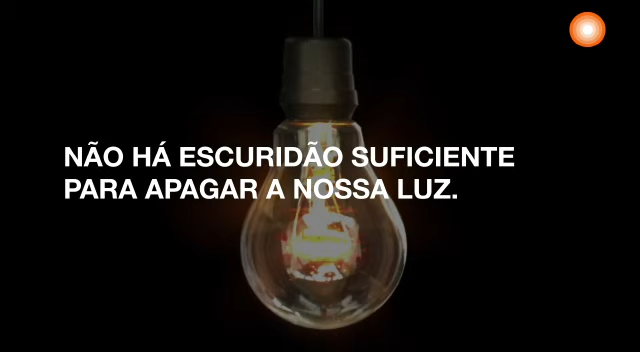 NÃO HÁ ESCURIDÃO SUFICIENTE
PARA APAGAR A NOSSA LUZ.